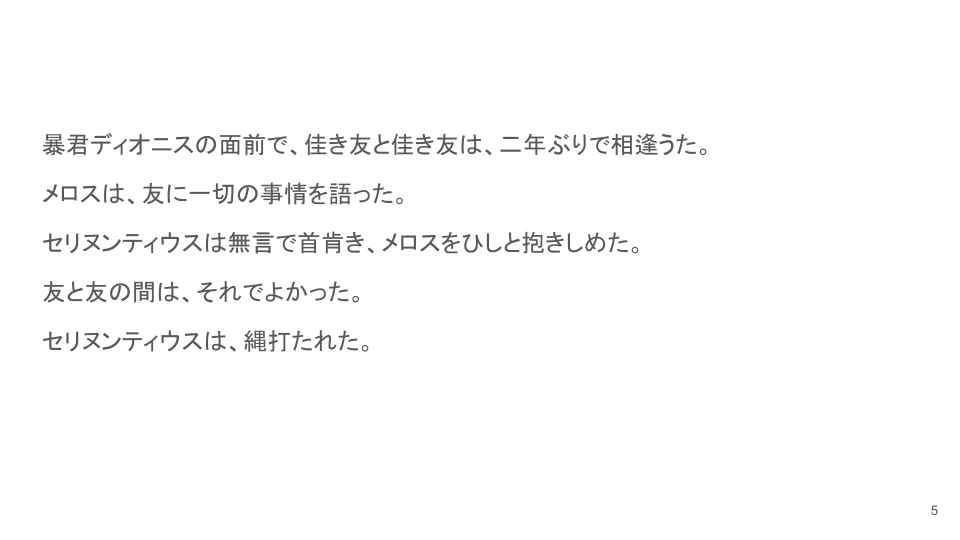 暴君ディオニスの面前で、佳き友と佳き友は、二年ぶりで相逢うた。
メロスは、友に一切の事情を語った。
セリヌンティウスは無言で首肯き、メロスをひしと抱きしめた。
友と友の間は、それでよかった。
セリヌンティウスは、縄打たれた。
5